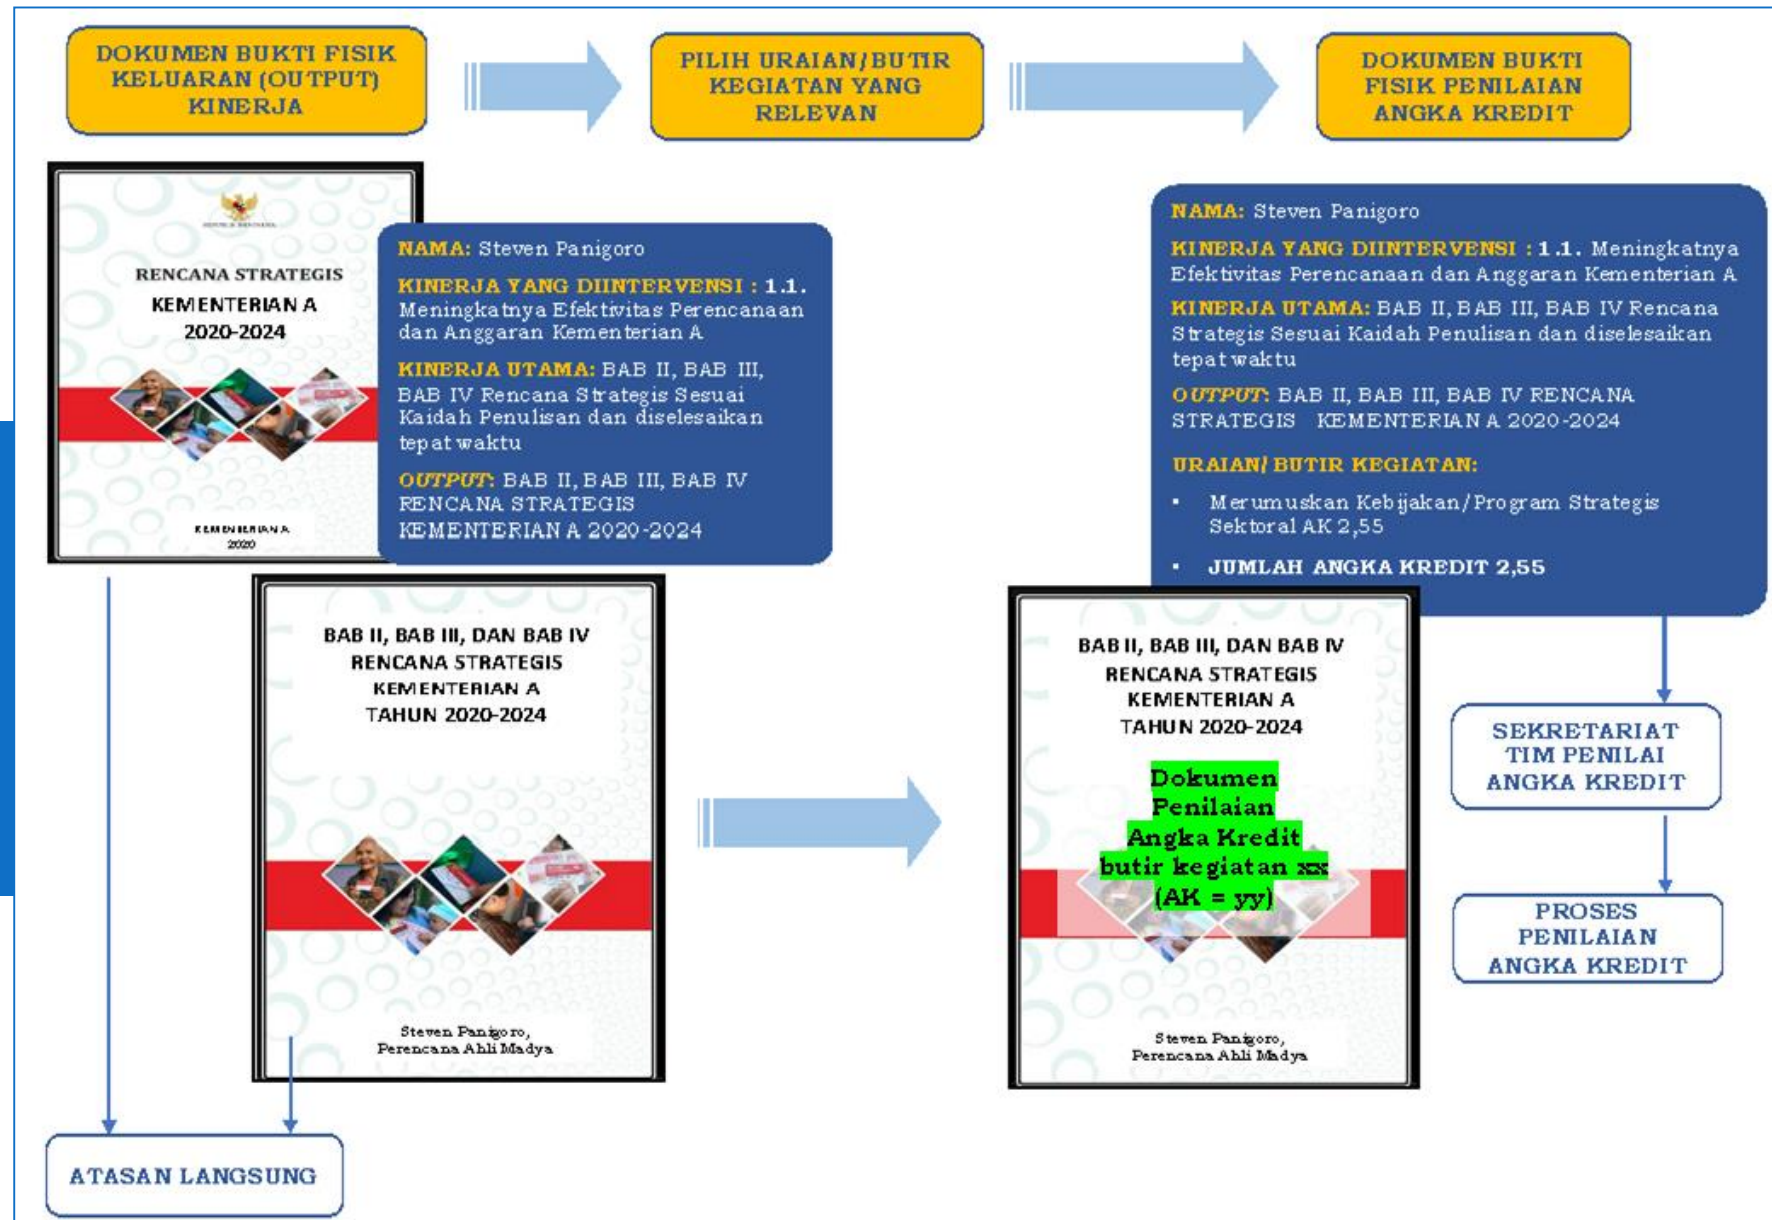 DOKUMEN BUKTI FISIK
KELUARAN (OUTPUT)
KINERJA
PILIH URAIAN/BUTIR
KEGIATAN YANG
RELEVAN
DOKUMEN BUKTI
FISIK PENILAIAN
ANGKA KREDIT
RENCANA STRATEGIS
KEMENTERIAN A
2020-2024
KEMENTERIAN A
2020
NAMA: Steven Panigoro
KINERJA YANG DIINTERVENSI : 1.1.
Meningkatnya Efektivitas Perencanaan
dan Anggaran Kementerian A
KINERJA UTAMA: BAB II, BAB III,
BAB IV Rencana Strategis Sesuai
Kaidah Penulisan dan diselesaikan
tepat waktu
OUTPUT: BAB II, BAB III, BAB IV
RENCANA STRATEGIS
KEMENTERIAN A 2020-2024
NAMA: Steven Panigoro
KINERJA YANG DIINTERVENSI : 1.1. Meningkatnya
Efektivitas Perencanaan dan Anggaran Kementerian A
KINERJA UTAMA: BAB II, BAB III, BAB IV Rencana
Strategis Sesuai Kaidah Penulisan dan diselesaikan
tepat waktu
OUTPUT: BAB II, BAB III, BAB IV RENCANA
STRATEGIS KEMENTERIAN A 2020-2024
URAIAN/ BUTIR KEGIATAN:
▪ Merumuskan Kebijakan/Program Strategis
Sektoral AK 2,55
▪ JUMLAH ANGKA KREDIT 2,55
BAB II, BAB III, DAN BAB IV
RENCANA STRATEGIS
KEMENTERIAN A
TAHUN 2020-2024
Steven Panigoro,
Perencana Ahli Madya
BAB II, BAB III, DAN BAB IV
RENCANA STRATEGIS
KEMENTERIAN A
TAHUN 2020-2024
Dokumen
Penilaian
Angka Kredit
butir kegiatan xx
(AK = yy)
Steven Panigoro,
Perencana Ahli Madya
SEKRETARIAT
TIM PENILAI
ANGKA KREDIT
PROSES
PENILAIAN
ANGKA KREDIT
ATASAN LANGSUNG